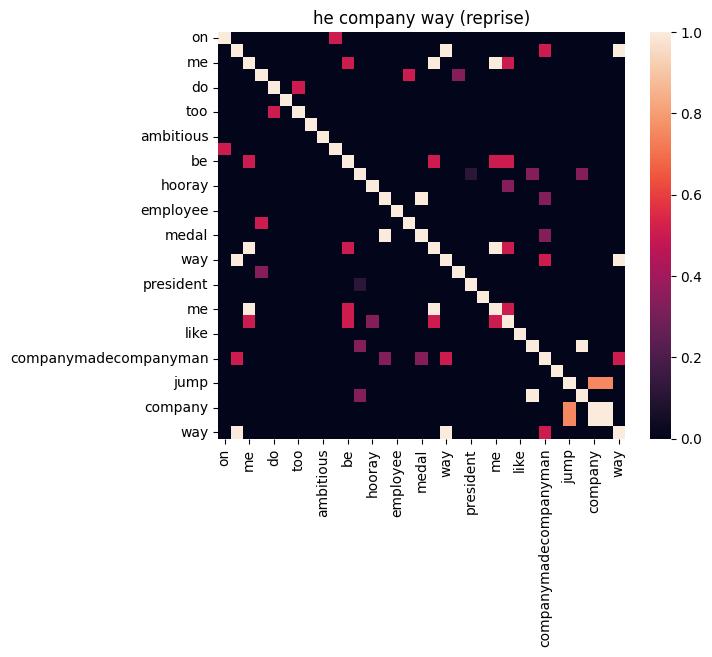 he company way (reprise)
on
me
do
too
ambitious
be
hooray
employee
medal
way
president
me
like
companymadecompanyman
jump
company
way
1.0
0.8
0.6
0.4
0.2
0.0
on
me
do
too
ambitious
be
hooray
employee
medal
way
president
me
like
companymadecompanyman
jump
company
way